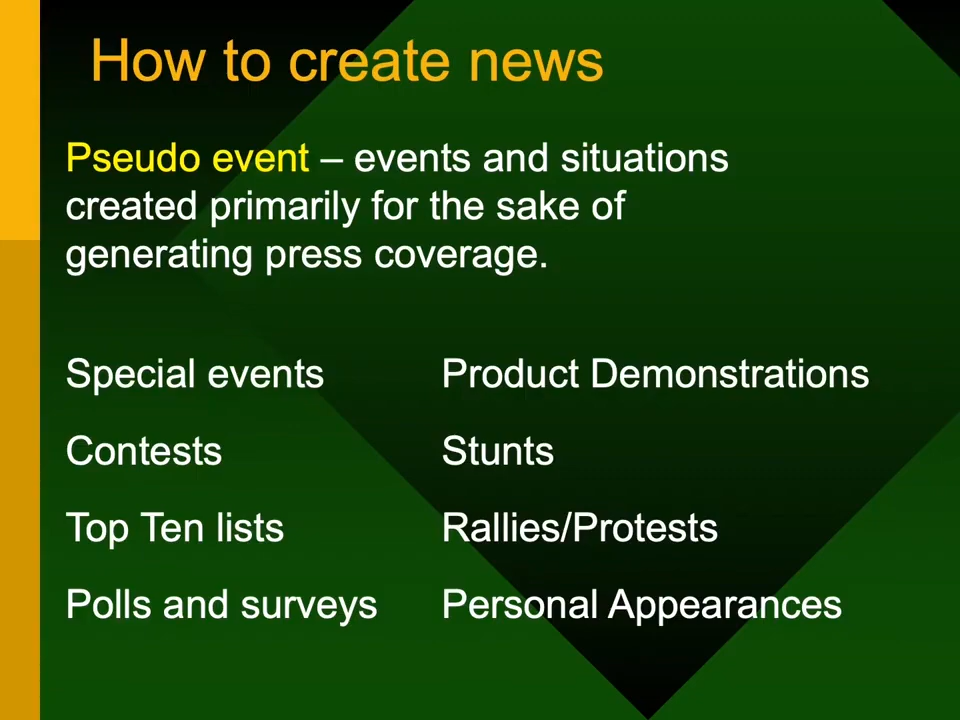 How to create news
Pseudo event – events and situations
created primarily for the sake of
generating press coverage.
Special events
Contests
Top Ten lists
Polls and surveys
Product Demonstrations
Stunts
Rallies/Protests
Personal Appearances